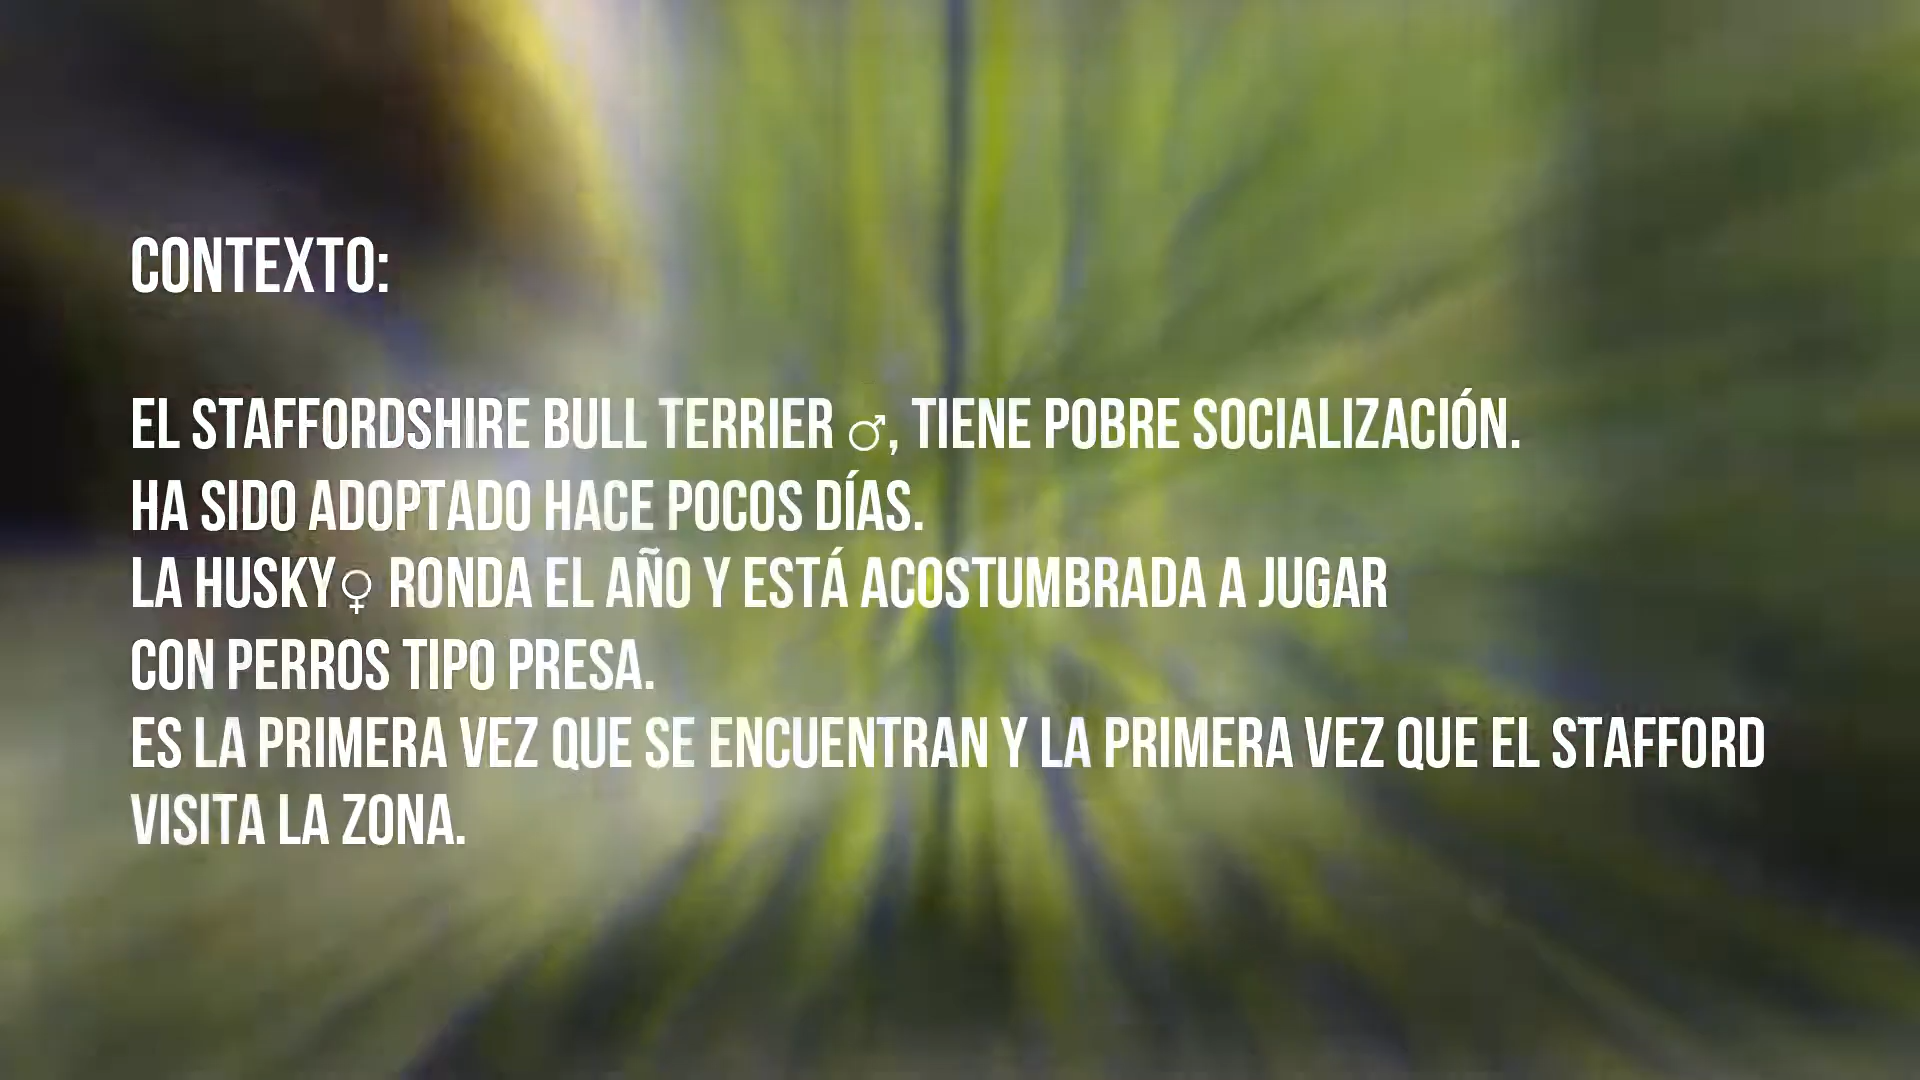 CONTEXTO:
EL STAFFORDSHIRE BULL TERRIER ♂, TIENE POBRE SOCIALIZACIÓN.
HA SIDO ADOPTADO HACE POCOS DÍAS.
LA HUSKY♀ RONDA EL AÑO Y ESTÁ ACOSTUMBRADA A JUGAR
CON PERROS TIPO PRESA.
ES LA PRIMERA VEZ QUE SE ENCUENTRAN Y LA PRIMERA VEZ QUE EL STAFFORD
VISITA LA ZONA.